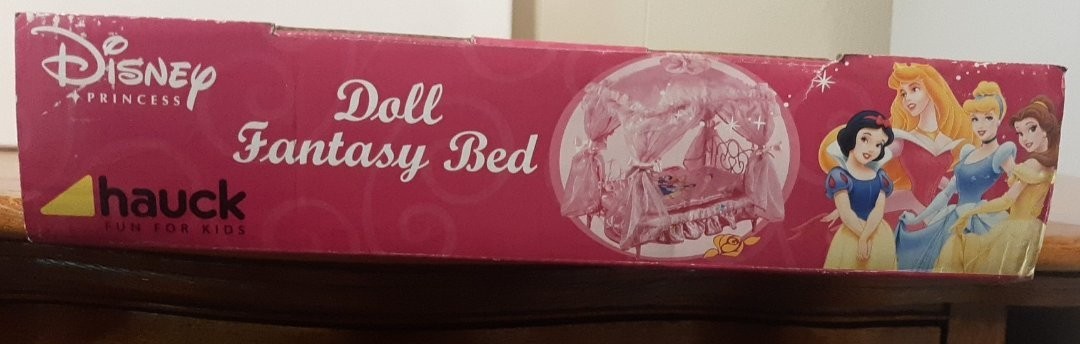 Disney
PRINCESS
hauck
FUN FOR KIDS
Doll
Fantasy Bed